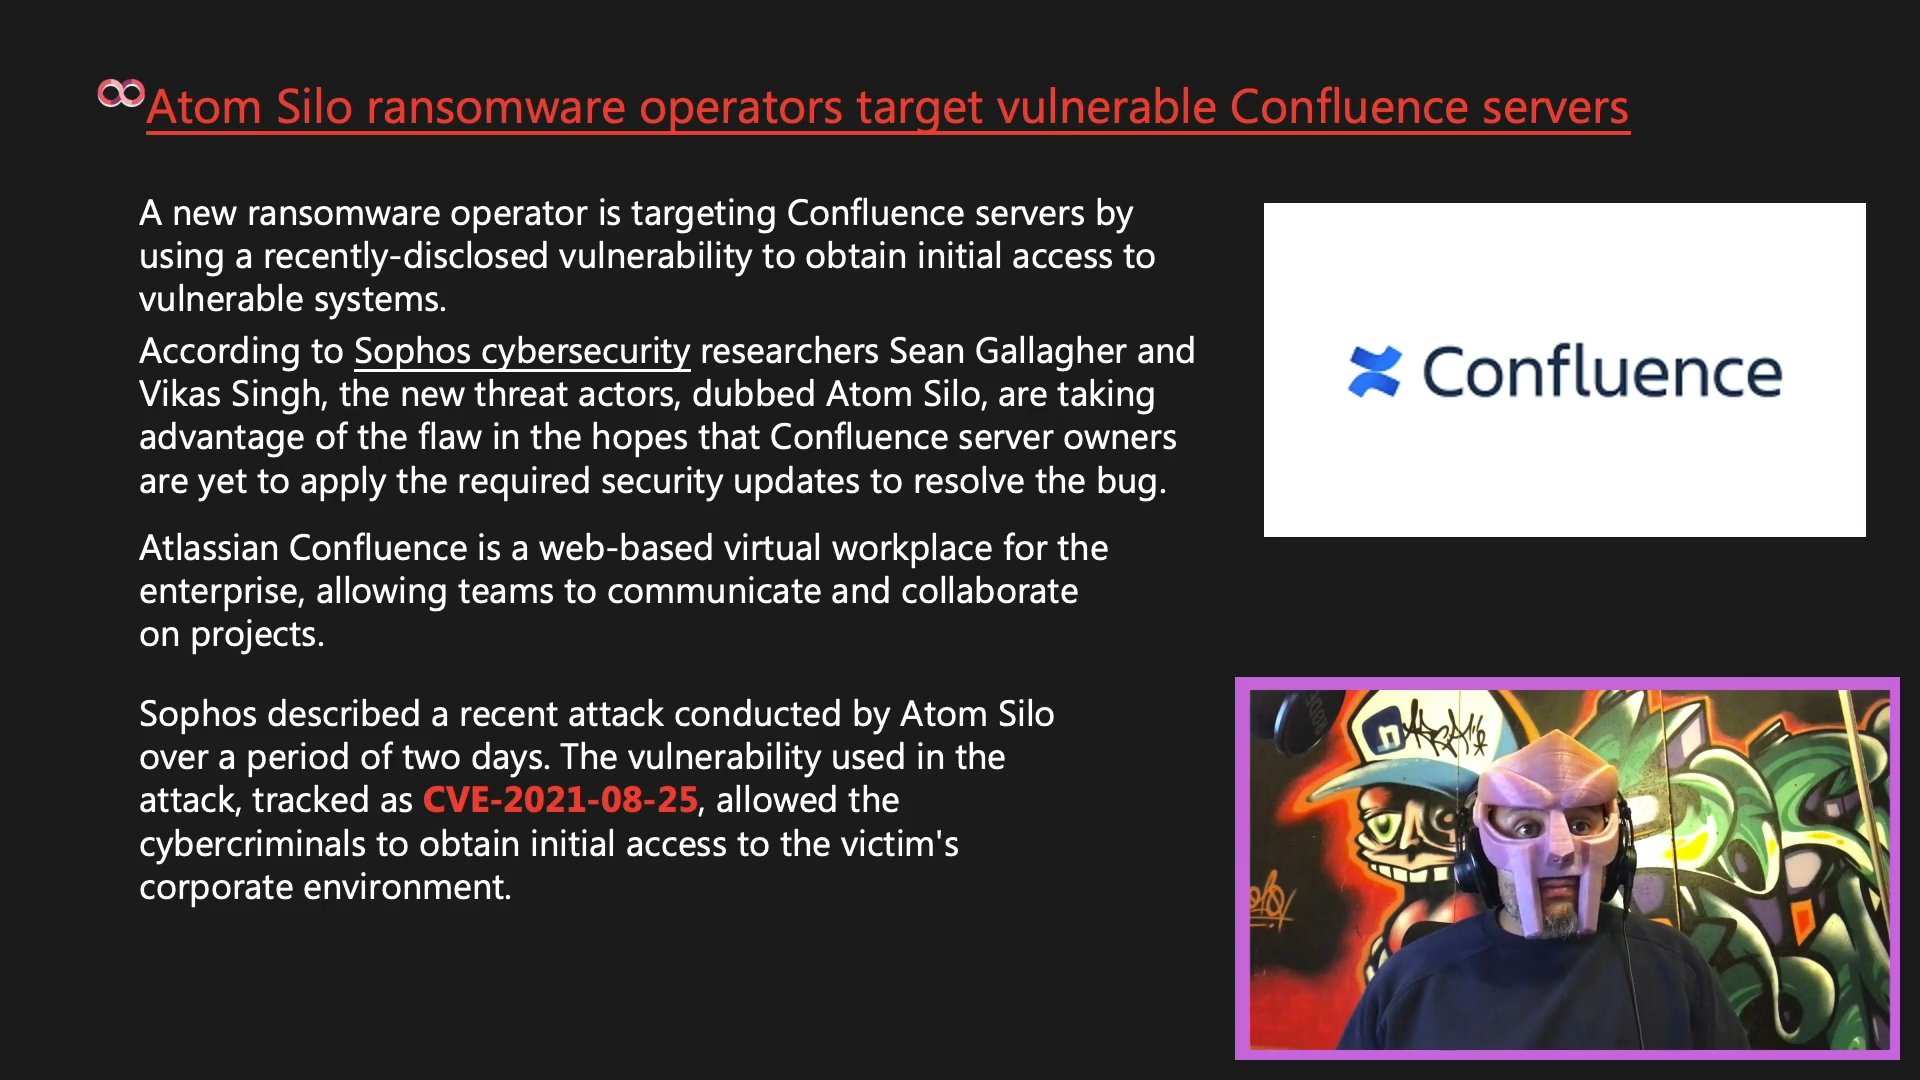 Atom Silo ransomware operators target vulnerable Confluence servers
A new ransomware operator is targeting Confluence servers by
using a recently-disclosed vulnerability to obtain initial access to
vulnerable systems.
According to Sophos cybersecurity researchers Sean Gallagher and
Vikas Singh, the new threat actors, dubbed Atom Silo, are taking
advantage of the flaw in the hopes that Confluence server owners
are yet to apply the required security updates to resolve the bug.
Atlassian Confluence is a web-based virtual workplace for the
enterprise, allowing teams to communicate and collaborate
on projects.
Sophos described a recent attack conducted by Atom Silo
over a period of two days. The vulnerability used in the
attack, tracked as CVE-2021-08-25, allowed the
cybercriminals to obtain initial access to the victim's
corporate environment.
Confluence